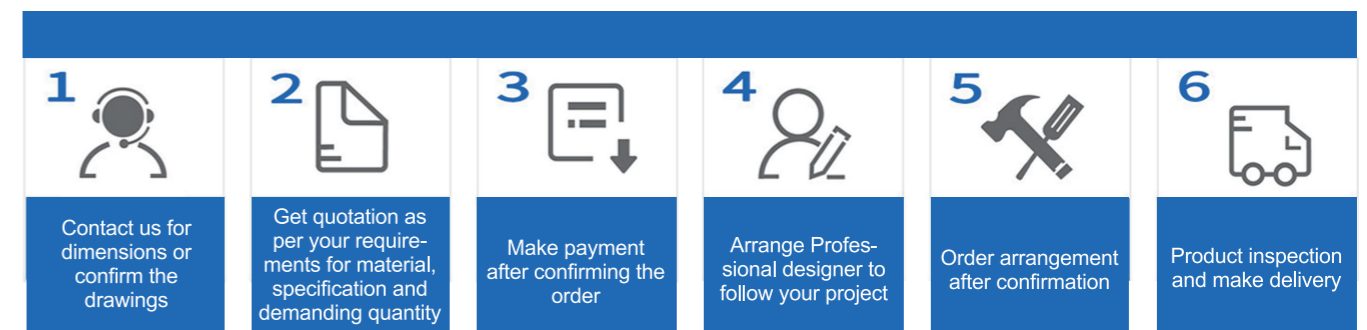 1
Contact us for
dimensions or
confirm the
drawings
2
Get quotation as
per your require-
ments for material,
specification and
demanding quantity
3
Make payment
after confirming the
order
4
Arrange Profes-
sional designer to
follow your project
5
Order arrangement
after confirmation
6
Product inspection
and make delivery